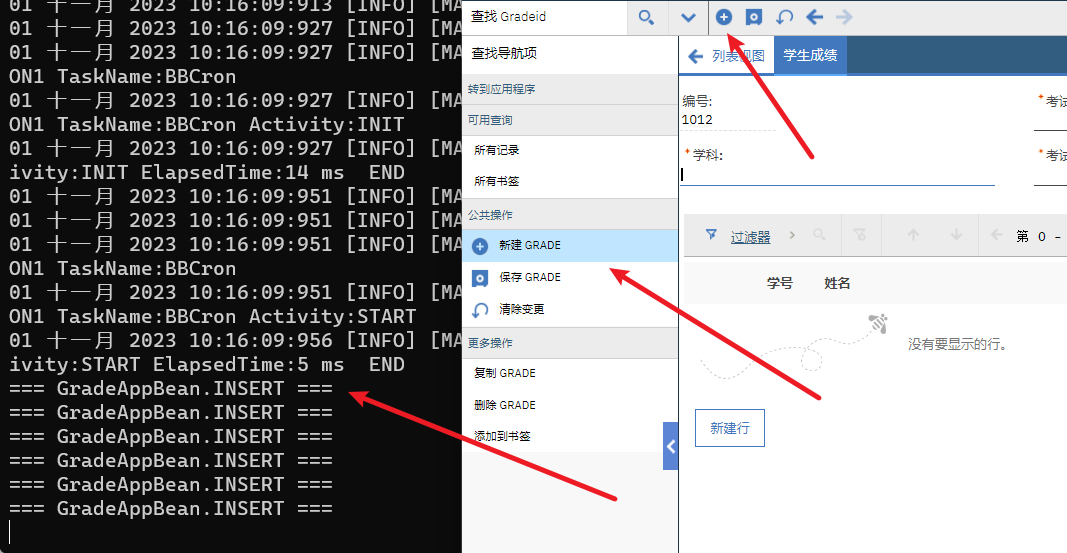 01 十一月 2023 10:16:09:913 [INFO] [MA
01 十一月 2023 10:16:09:927 [INFO] [MA
01 十一月 2023 10:16:09:927 [INFO] [MA
ON1 TaskName:BBCron
01 十一月 2023 10:16:09:927 [INFO] [MA
ON1 TaskName:BBCron Activity:INIT
01 十一月 2023 10:16:09:927 [INFO] [MA
ivity:INIT ElapsedTime:14 ms  END
01 十一月 2023 10:16:09:951 [INFO] [MA
01 十一月 2023 10:16:09:951 [INFO] [MA
01 十一月 2023 10:16:09:951 [INFO] [MA
ON1 TaskName:BBCron
01 十一月 2023 10:16:09:951 [INFO] [MA
ON1 TaskName:BBCron Activity:START
01 十一月 2023 10:16:09:956 [INFO] [MA
ivity:START ElapsedTime:5 ms  END
=== GradeAppBean.INSERT ===
=== GradeAppBean.INSERT ===
=== GradeAppBean.INSERT ===
=== GradeAppBean.INSERT ===
=== GradeAppBean.INSERT ===
=== GradeAppBean.INSERT ===
查找 Gradeid
查找导航项
转到应用程序
可用查询
所有记录
所有书签
公共操作
新建 GRADE
保存 GRADE
清除变更
更多操作
复制 GRADE
删除 GRADE
添加到书签
列表视图
学生成绩
编号:
1012
*考试
*学科:
*考试
过滤器
第 0 -
学号 姓名
没有要显示的行。
新建行